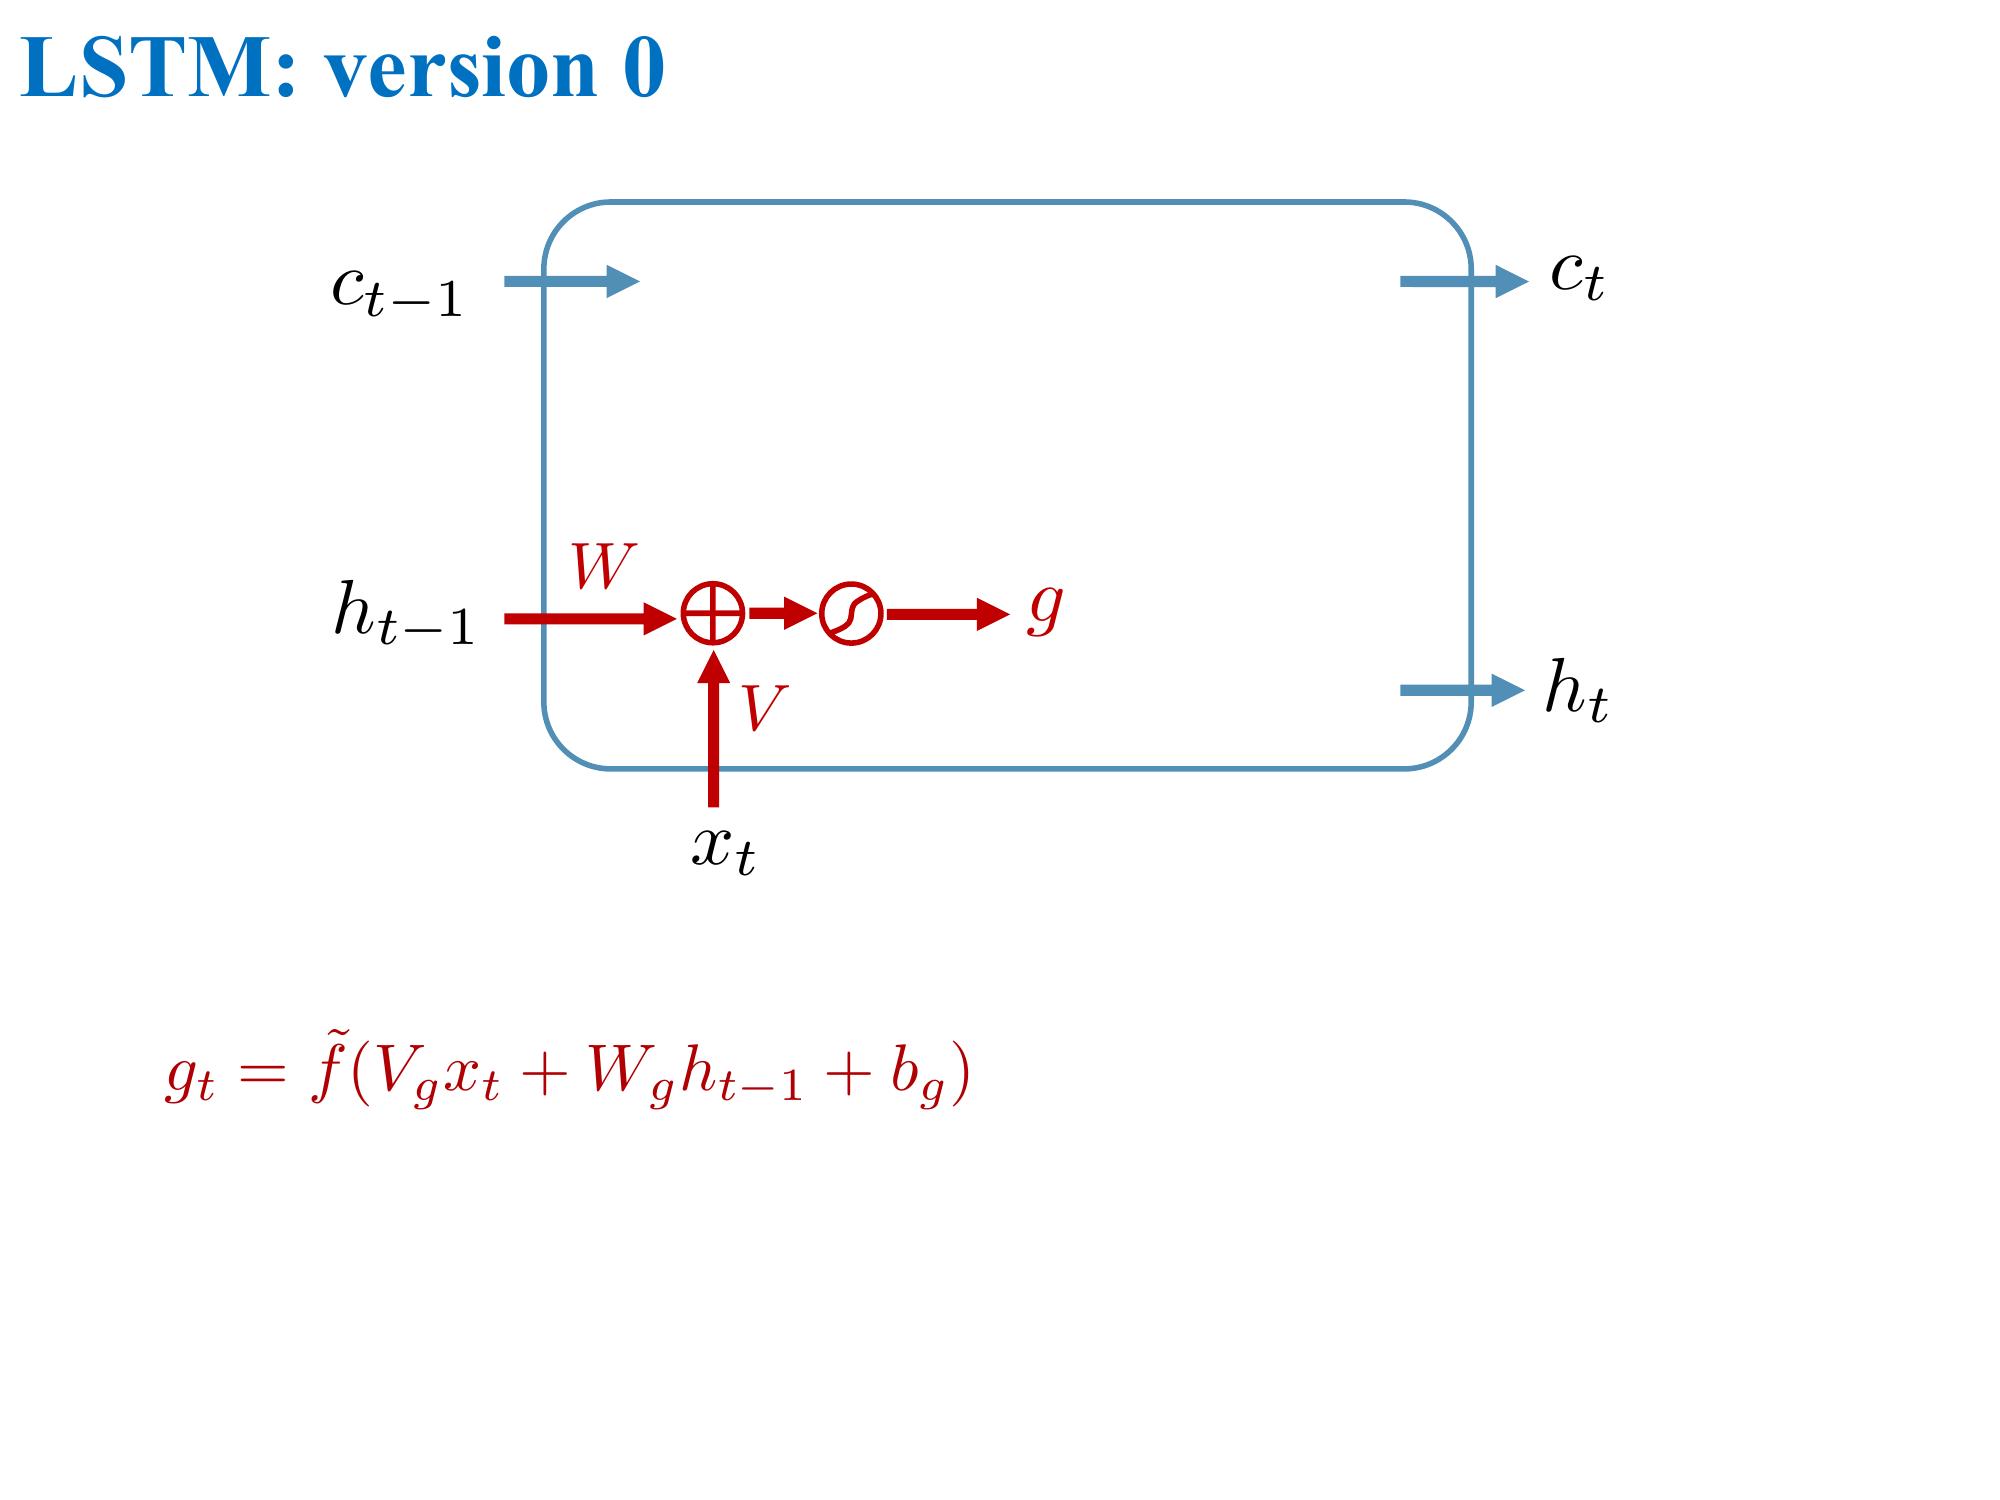 LSTM: version 0
c_{t-1}
c_t
W
h_{t-1}
g
V
h_t
x_t
g_t = \tilde{f}(V_g x_t + W_g h_{t-1} + b_g)